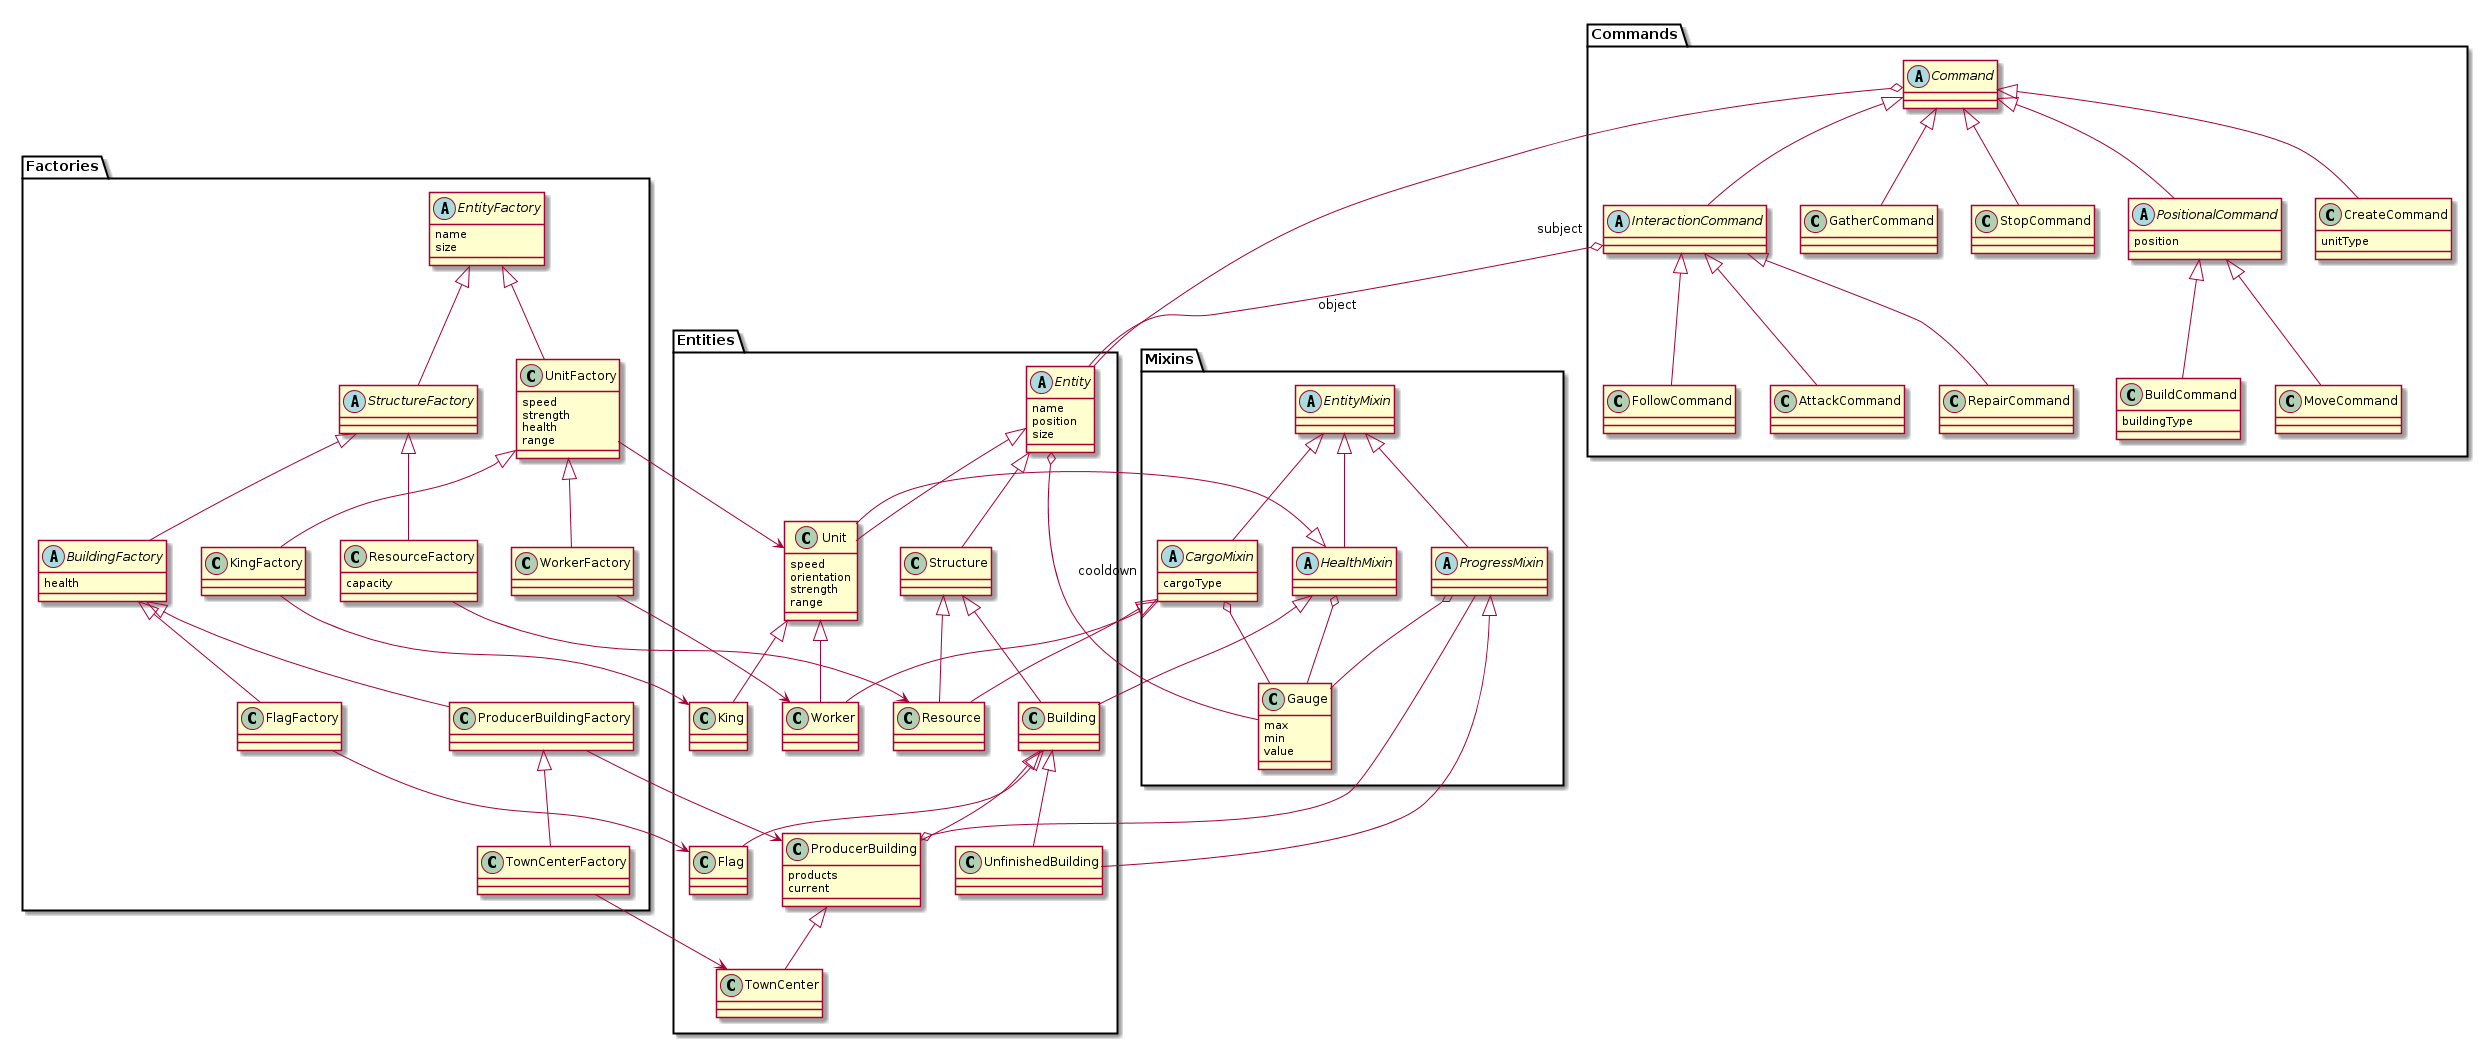 Commands
A Command
A InteractionCommand
C GatherCommand
C StopCommand
A PositionalCommand
position
C CreateCommand
unitType
C FollowCommand
C AttackCommand
C RepairCommand
C BuildCommand
buildingType
C MoveCommand
subject
object
Factories
A EntityFactory
name
size
A StructureFactory
C UnitFactory
speed
strength
health
range
A BuildingFactory
health
C KingFactory
C ResourceFactory
capacity
C WorkerFactory
C FlagFactory
C ProducerBuildingFactory
C TownCenterFactory
Entities
A Entity
name
position
size
C Unit
speed
orientation
strength
range
C Structure
cooldown
C King
C Worker
C Resource
C Building
C Flag
C ProducerBuilding
products
current
C UnfinishedBuilding
C TownCenter
Mixins
A EntityMixin
A CargoMixin
cargoType
A HealthMixin
A ProgressMixin
C Gauge
max
min
value